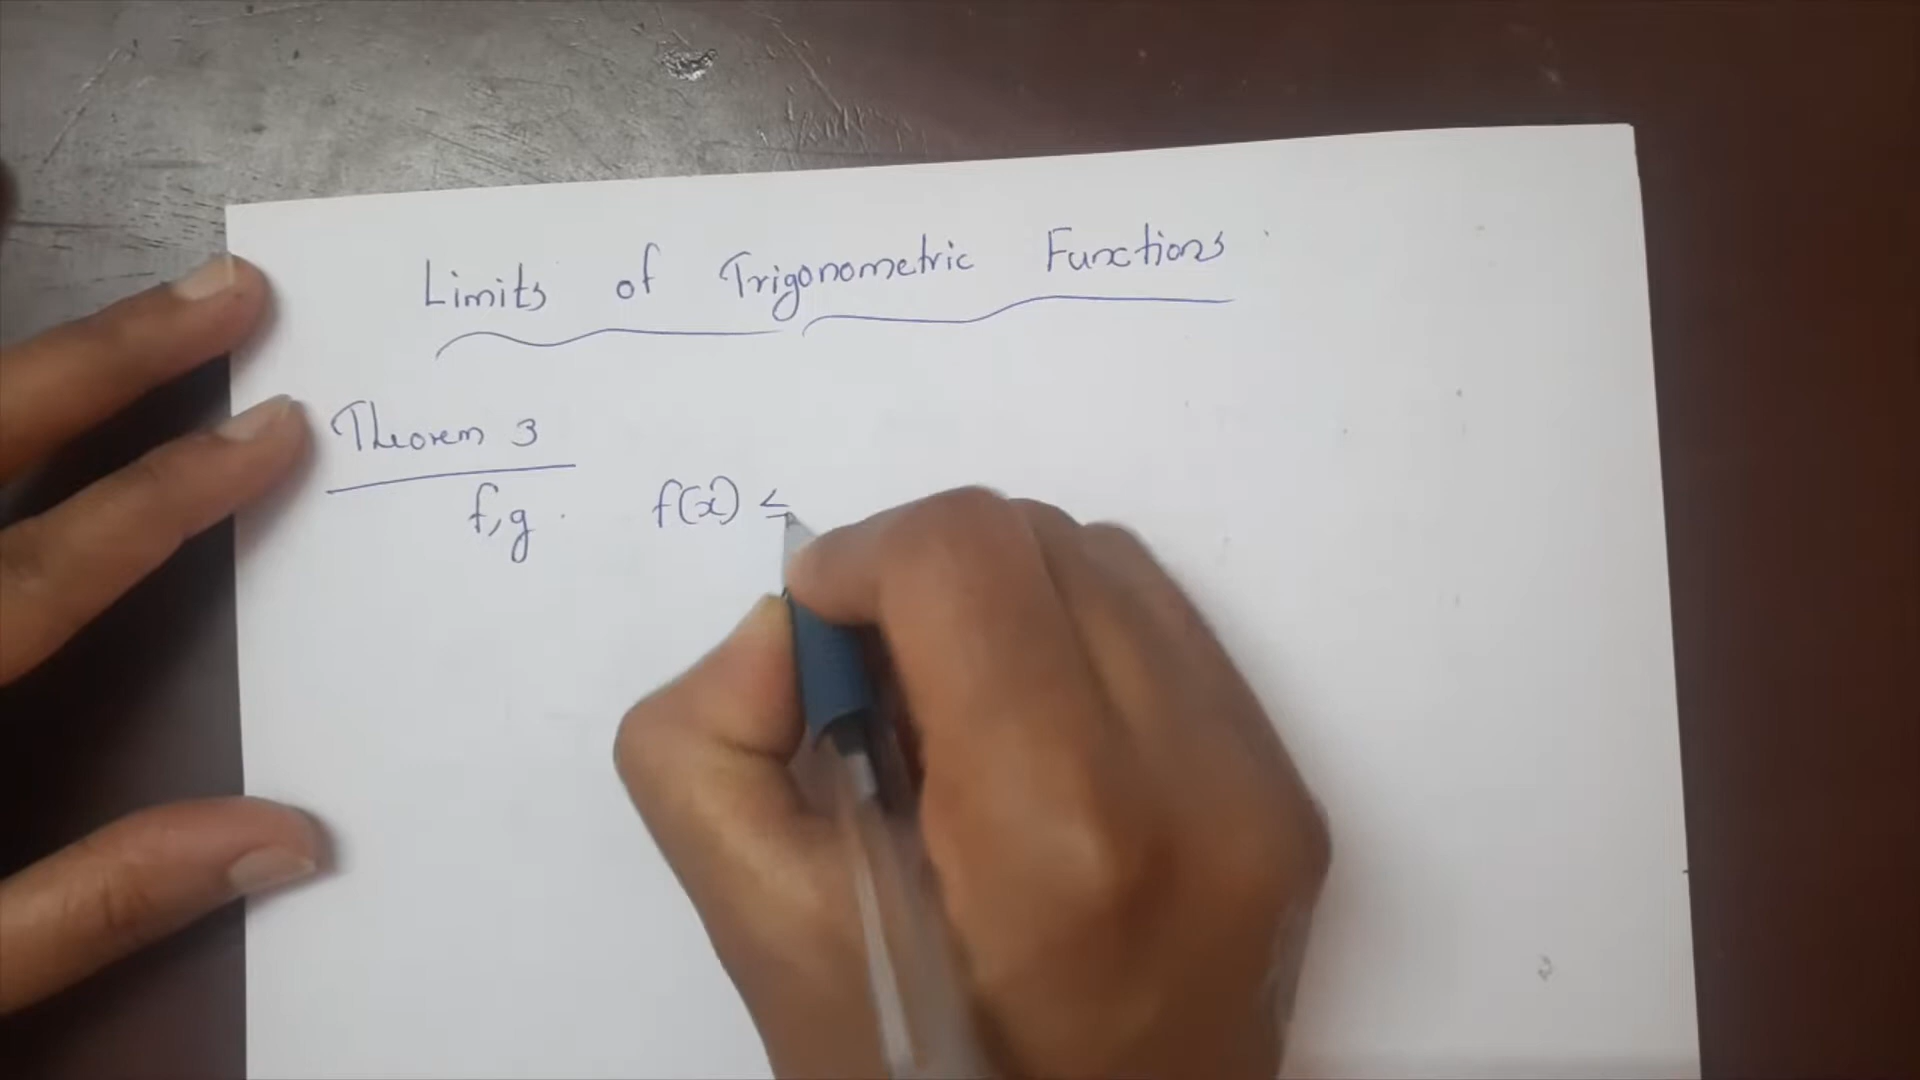 Limits of Trigonometric Functions
Theorem 3
f,g. f(x) ≤